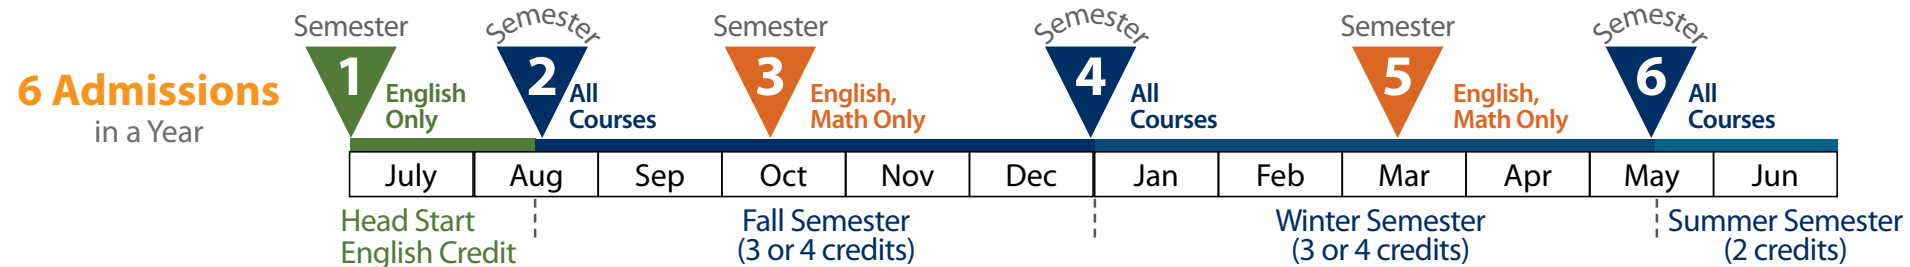 6 Admissions
in a Year
Semester
1
English
Only
Semester
2
All
Courses
Semester
3
English,
Math Only
Semester
4
All
Courses
Semester
5
English,
Math Only
Semester
6
All
Courses
July Aug Sep Oct Nov Dec Jan Feb Mar Apr May Jun
Head Start
English Credit
Fall Semester
(3 or 4 credits)
Winter Semester
(3 or 4 credits)
Summer Semester
(2 credits)